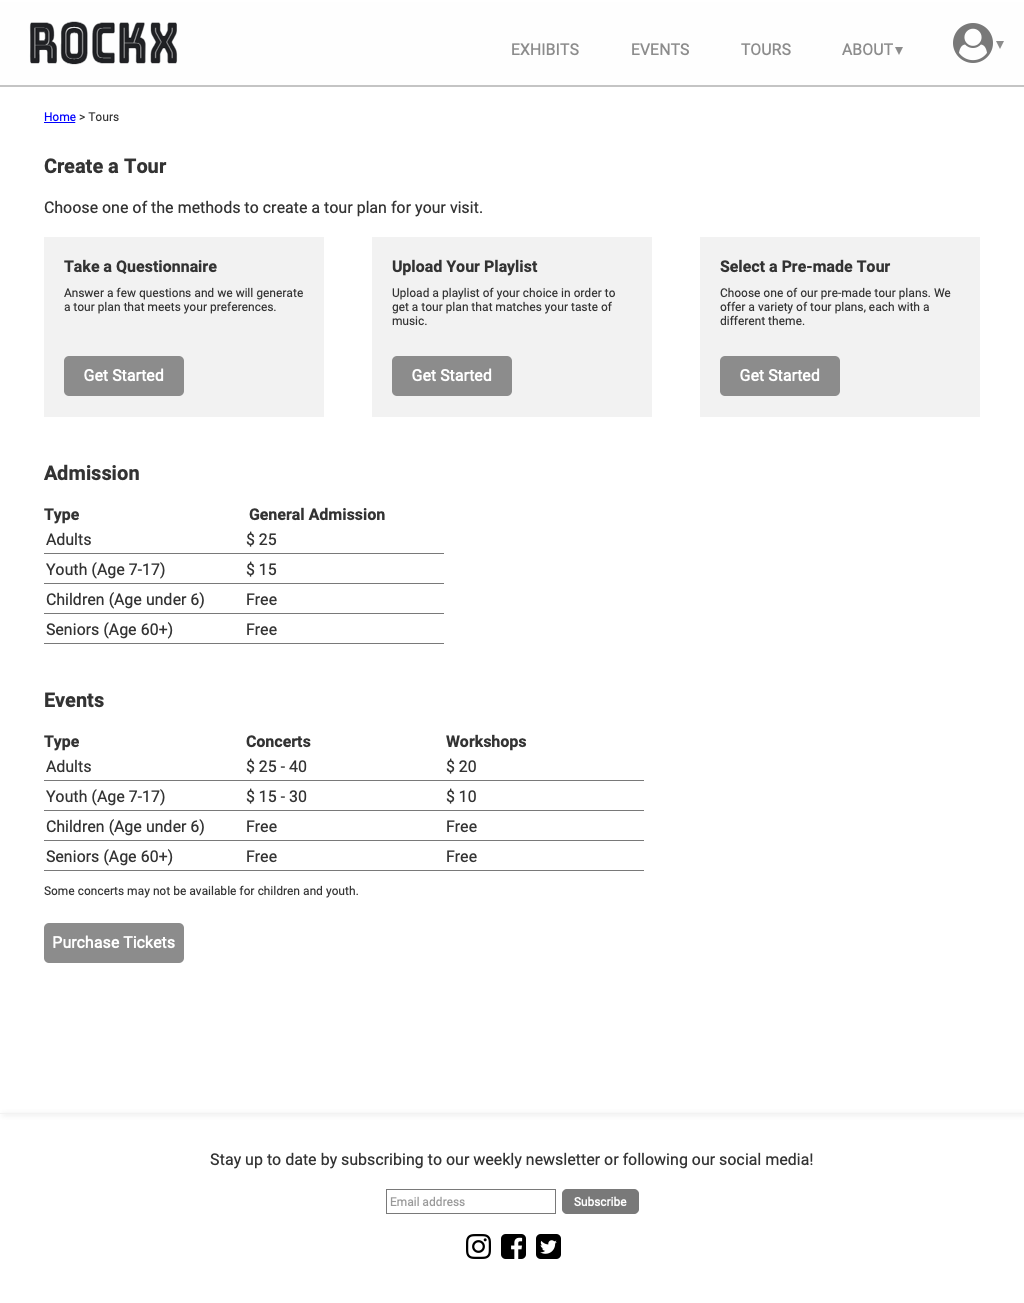 ROCKX
EXHIBITS EVENTS TOURS ABOUT▼ ▼
Home > Tours
Create a Tour
Choose one of the methods to create a tour plan for your visit.
Take a Questionnaire
Answer a few questions and we will generate
a tour plan that meets your preferences.
Get Started
Upload Your Playlist
Upload a playlist of your choice in order to
get a tour plan that matches your taste of
music.
Get Started
Select a Pre-made Tour
Choose one of our pre-made tour plans. We
offer a variety of tour plans, each with a
different theme.
Get Started
Admission
Type General Admission
Adults $ 25
Youth (Age 7-17) $ 15
Children (Age under 6) Free
Seniors (Age 60+) Free
Events
Type Concerts Workshops
Adults $ 25 - 40 $ 20
Youth (Age 7-17) $ 15 - 30 $ 10
Children (Age under 6) Free Free
Seniors (Age 60+) Free Free
Some concerts may not be available for children and youth.
Purchase Tickets
Stay up to date by subscribing to our weekly newsletter or following our social media!
Email address Subscribe